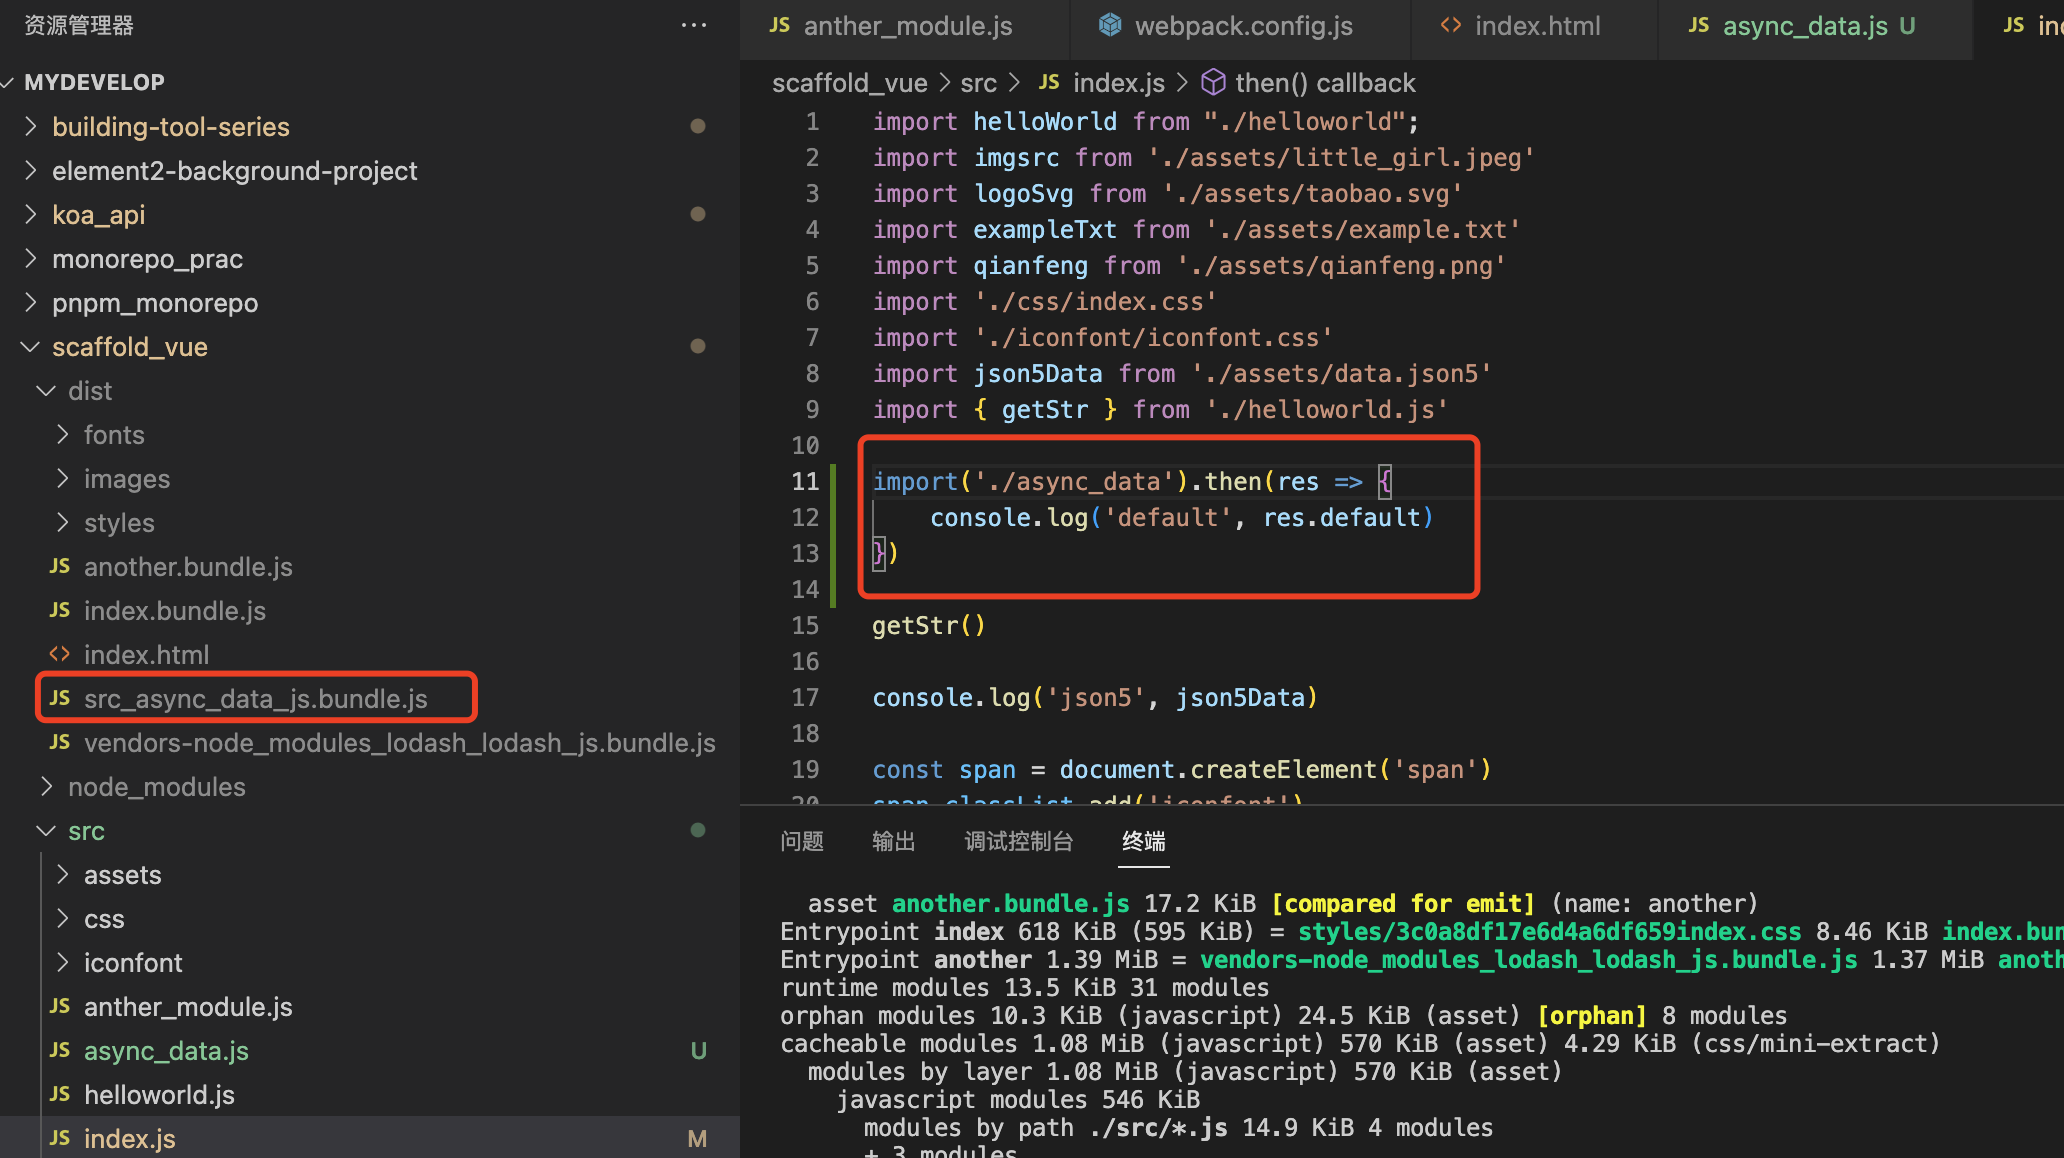 资源管理器
MYDEVELOP
building-tool-series
element2-background-project
koa_api
monorepo_prac
pnpm_monorepo
scaffold_vue
dist
fonts
images
styles
JS another.bundle.js
JS index.bundle.js
<> index.html
JS src_async_data_js.bundle.js
JS vendors-node_modules_lodash_lodash_js.bundle.js
node_modules
src
assets
css
iconfont
JS anther_module.js
JS async_data.js U
JS helloworld.js
JS index.js M
JS anther_module.js
webpack.config.js
<> index.html
JS async_data.js U
JS
scaffold_vue > src > JS index.js > then() callback
1 import helloWorld from "./helloworld";
2 import imgsrc from './assets/little_girl.jpeg'
3 import logoSvg from './assets/taobao.svg'
4 import exampleTxt from './assets/example.txt'
5 import qianfeng from './assets/qianfeng.png'
6 import './css/index.css'
7 import './iconfont/iconfont.css'
8 import json5Data from './assets/data.json5'
9 import { getStr } from './helloworld.js'
10
11 import('./async_data').then(res => {
12 console.log('default', res.default)
13 })
14
15 getStr()
16
17 console.log('json5', json5Data)
18
19 const span = document.createElement('span')
20 span.classList.add('iconfont')
问题 输出 调试控制台 终端
asset another.bundle.js 17.2 KiB [compared for emit] (name: another)
Entrypoint index 618 KiB (595 KiB) = styles/3c0a8df17e6d4a6df659index.css 8.46 KiB index.bun
Entrypoint another 1.39 MiB = vendors-node_modules_lodash_lodash_js.bundle.js 1.37 MiB anoth
runtime modules 13.5 KiB 31 modules
orphan modules 10.3 KiB (javascript) 24.5 KiB (asset) [orphan] 8 modules
cacheable modules 1.08 MiB (javascript) 570 KiB (asset) 4.29 KiB (css/mini-extract)
modules by layer 1.08 MiB (javascript) 570 KiB (asset)
javascript modules 546 KiB
modules by path ./src/*.js 14.9 KiB 4 modules
+ 3 modules